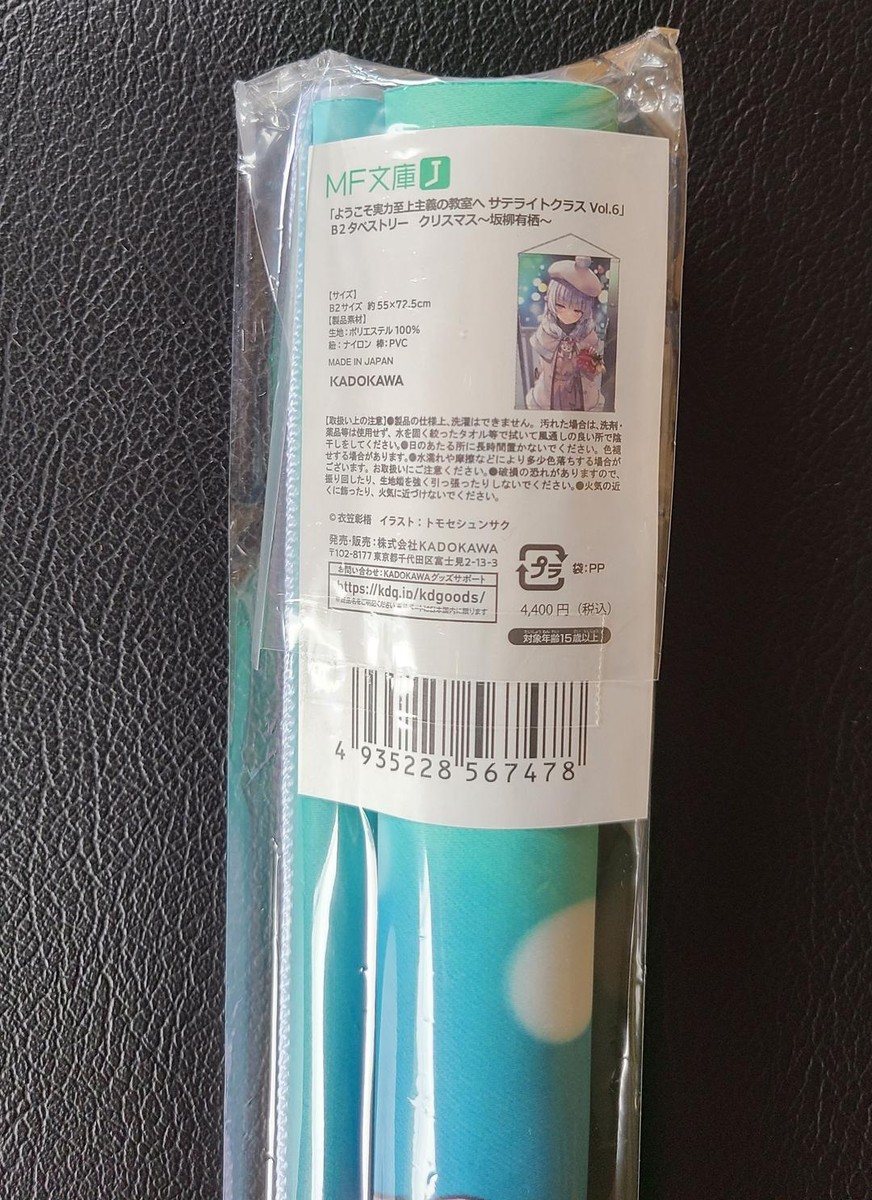 MF文庫J
「ようこそ実力至上主義の教室へ サテライトクラス Vol.6」
B2タペストリー クリスマス～坂柳有栖～
【サイズ】
B2サイズ 約55×72.5cm
【製品素材】
生地：ポリエステル100%
紐：ナイロン 棒：PVC
MADE IN JAPAN
KADOKAWA
【取扱い上の注意】●製品の仕様上、洗濯はできません。汚れた場合は、洗剤・
薬品等は使用せず、水を固く絞ったタオル等で拭いて風通しの良い所で陰
干しをしてください。●日のあたる所に長時間置かないでください。色褪
せする場合があります。●水濡れや摩擦などにより多少色落ちする場合が
ございます。お取扱いにご注意ください。●破損の恐れがありますので、
振り回したり、生地端を強く引っ張ったりしないでください。●火気の近
くに飾ったり、火気に近づけないでください。
©衣笠彰梧 イラスト：トモセシュンサク
発売・販売：株式会社KADOKAWA
〒102-8177 東京都千代田区富士見2-13-3
お問い合わせ：KADOKAWAグッズサポート
https://kdq.jp/kdgoods/
プラ 袋：PP
4,400円（税込）
対象年齢15歳以上
4 935228 567478